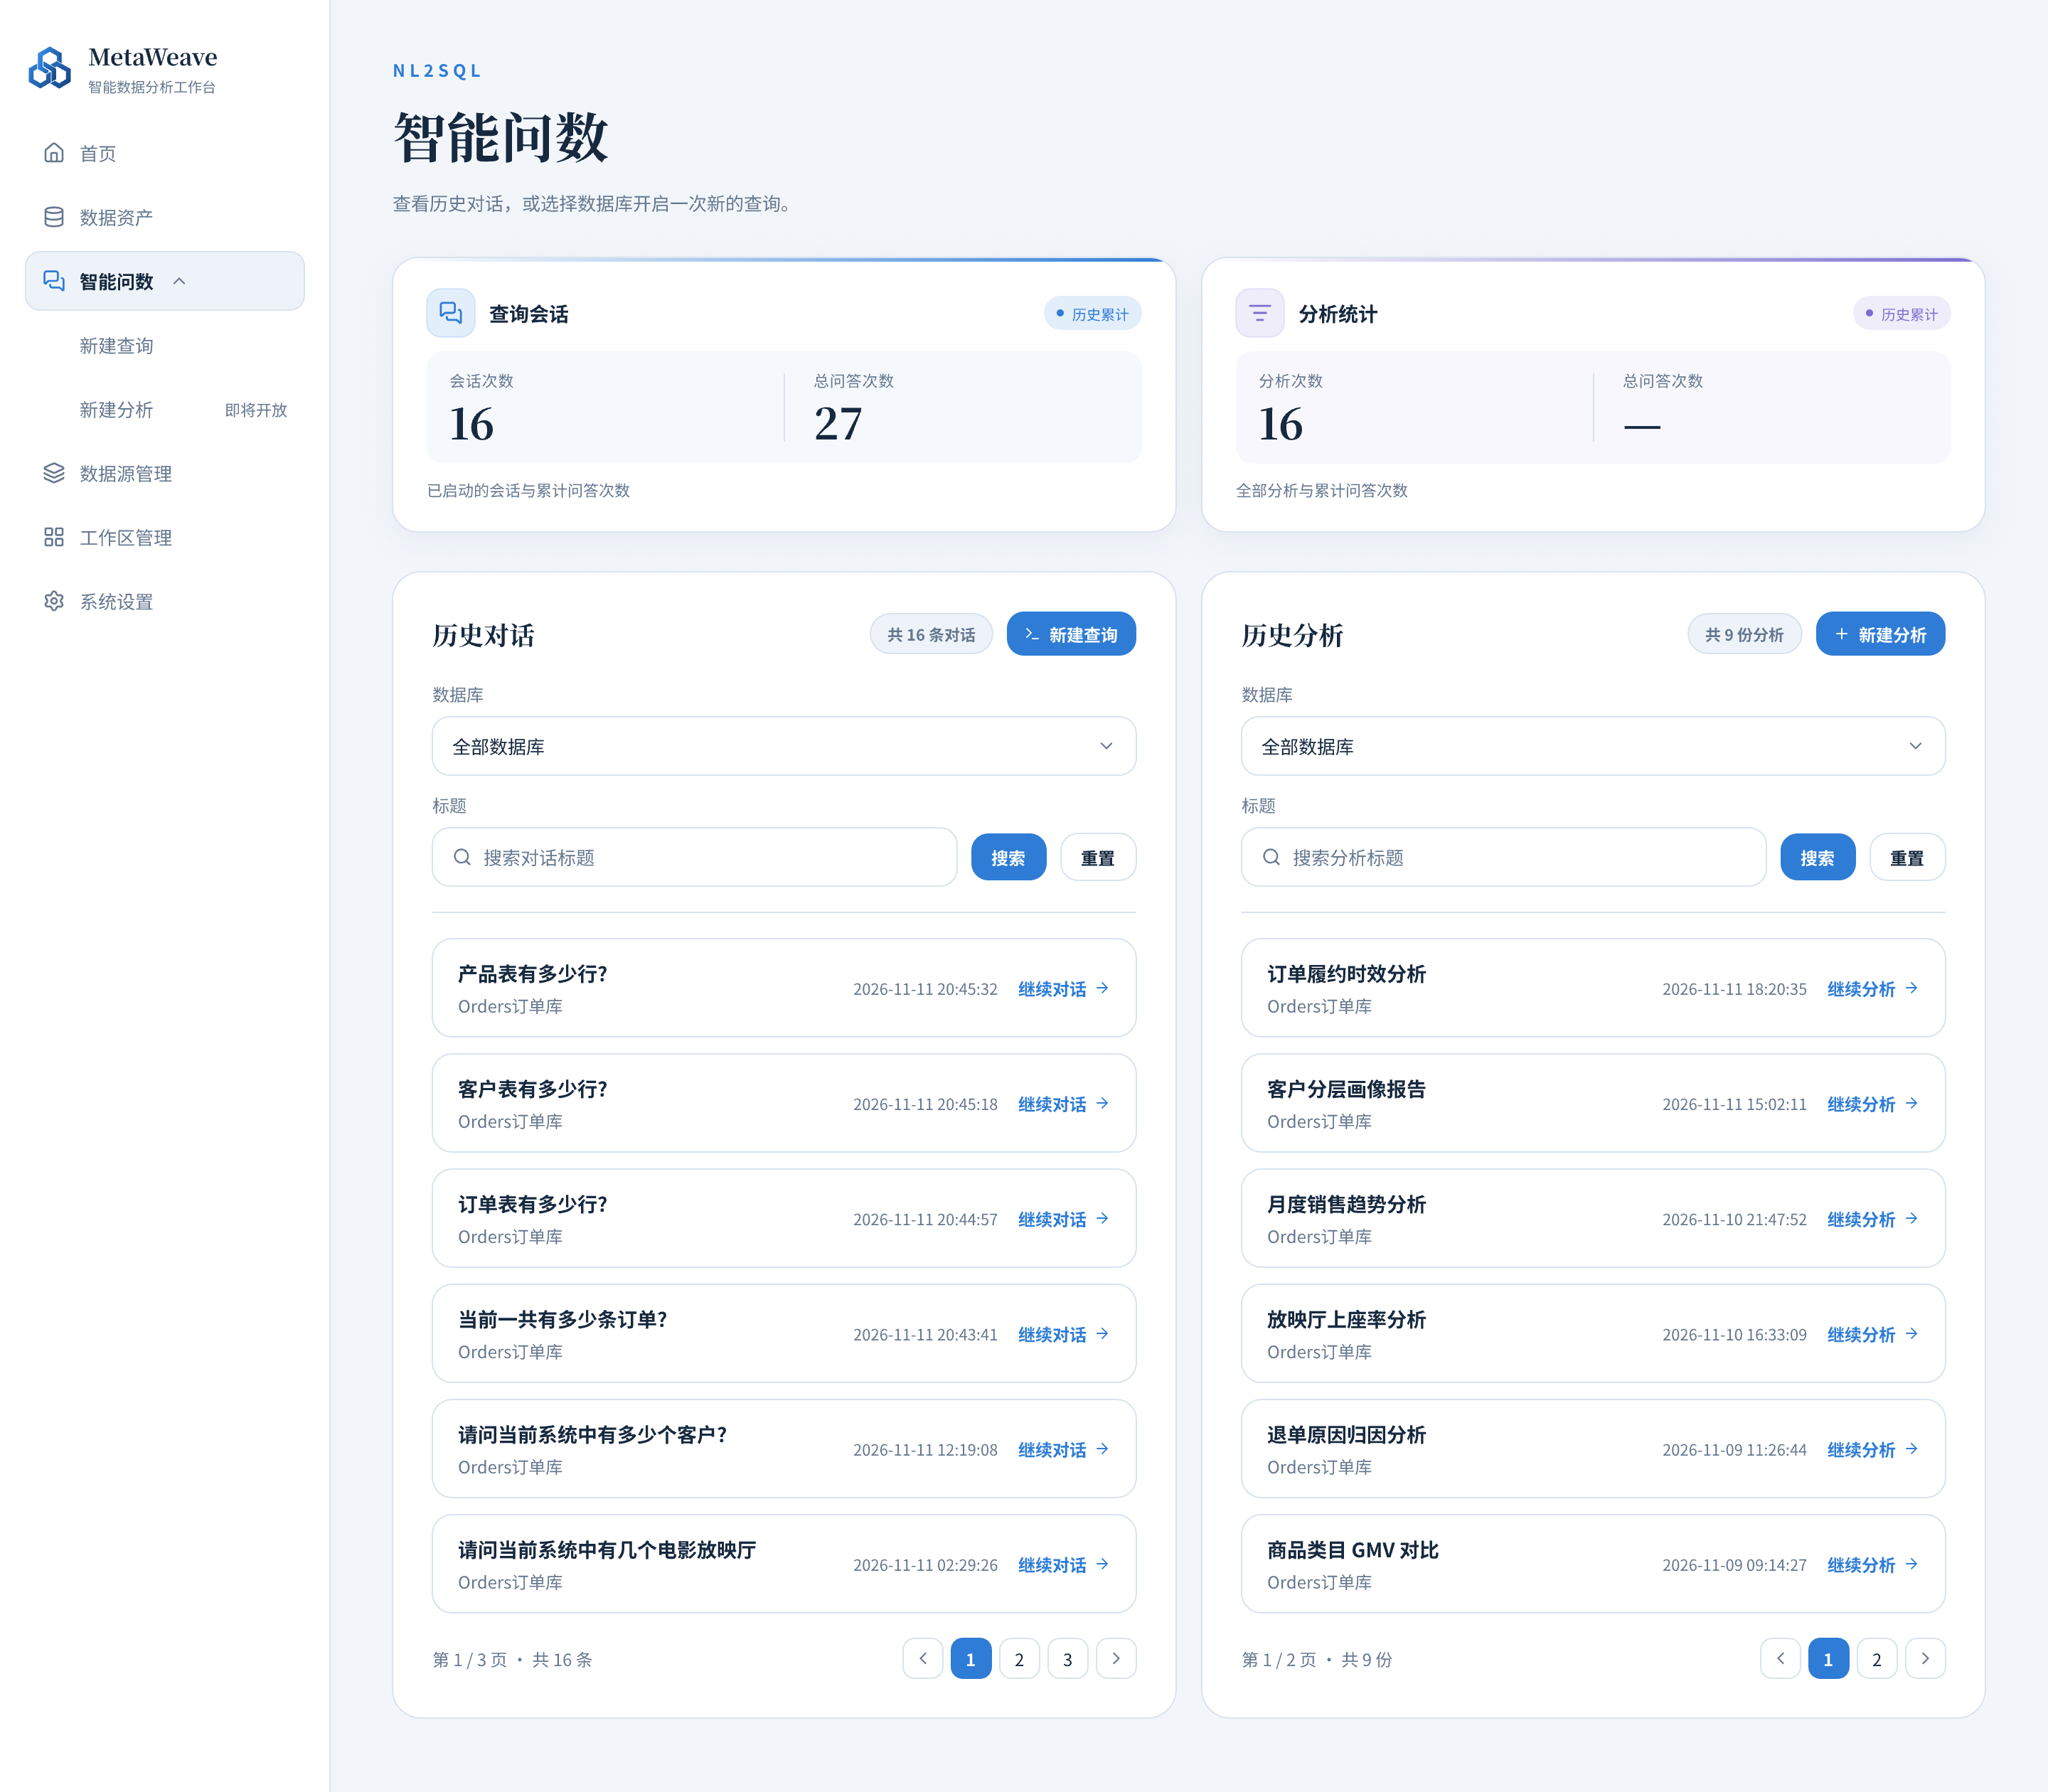 MetaWeave
智能数据分析工作台
首页
数据资产
智能问数
新建查询
新建分析 即将开放
数据源管理
工作区管理
系统设置
NL2SQL
智能问数
查看历史对话，或选择数据库开启一次新的查询。
查询会话 历史累计
会话次数 总问答次数
16 27
已启动的会话与累计问答次数
分析统计 历史累计
分析次数 总问答次数
16 —
全部分析与累计问答次数
历史对话 共 16 条对话 新建查询
数据库
全部数据库
标题
搜索对话标题 搜索 重置
产品表有多少行?
Orders订单库
2026-11-11 20:45:32 继续对话
客户表有多少行?
Orders订单库
2026-11-11 20:45:18 继续对话
订单表有多少行?
Orders订单库
2026-11-11 20:44:57 继续对话
当前一共有多少条订单?
Orders订单库
2026-11-11 20:43:41 继续对话
请问当前系统中有多少个客户?
Orders订单库
2026-11-11 12:19:08 继续对话
请问当前系统中有几个电影放映厅
Orders订单库
2026-11-11 02:29:26 继续对话
第 1 / 3 页 · 共 16 条 1 2 3
历史分析 共 9 份分析 新建分析
数据库
全部数据库
标题
搜索分析标题 搜索 重置
订单履约时效分析
Orders订单库
2026-11-11 18:20:35 继续分析
客户分层画像报告
Orders订单库
2026-11-11 15:02:11 继续分析
月度销售趋势分析
Orders订单库
2026-11-10 21:47:52 继续分析
放映厅上座率分析
Orders订单库
2026-11-10 16:33:09 继续分析
退单原因归因分析
Orders订单库
2026-11-09 11:26:44 继续分析
商品类目 GMV 对比
Orders订单库
2026-11-09 09:14:27 继续分析
第 1 / 2 页 · 共 9 份 1 2